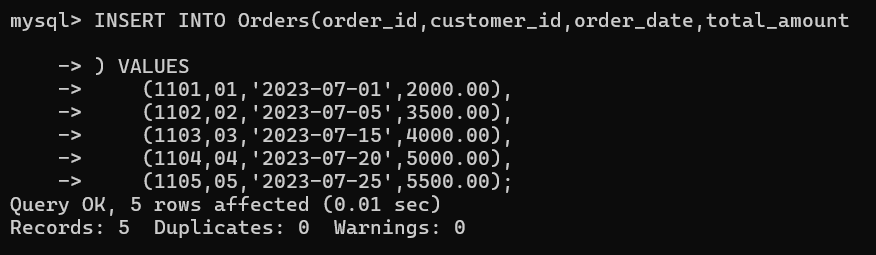 mysql> INSERT INTO Orders(order_id,customer_id,order_date,total_amount
    -> ) VALUES
    ->     (1101,01,'2023-07-01',2000.00),
    ->     (1102,02,'2023-07-05',3500.00),
    ->     (1103,03,'2023-07-15',4000.00),
    ->     (1104,04,'2023-07-20',5000.00),
    ->     (1105,05,'2023-07-25',5500.00);
Query OK, 5 rows affected (0.01 sec)
Records: 5  Duplicates: 0  Warnings: 0